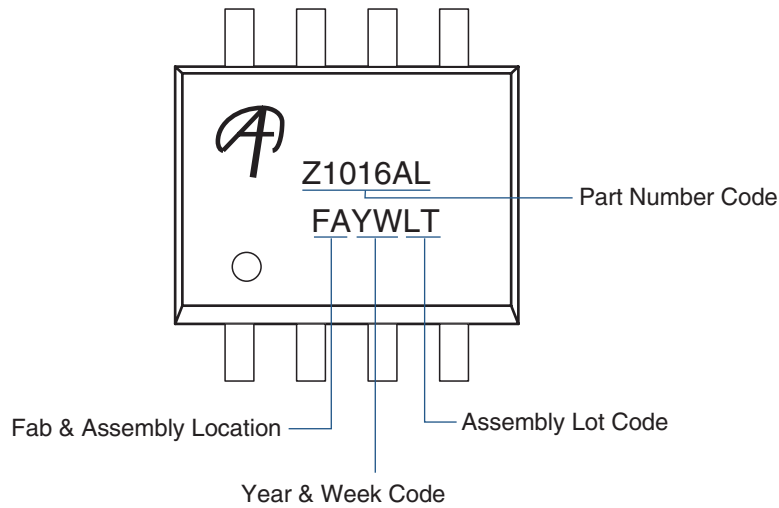 Z1016AL
Part Number Code
FAYWLT
Fab & Assembly Location
Assembly Lot Code
Year & Week Code